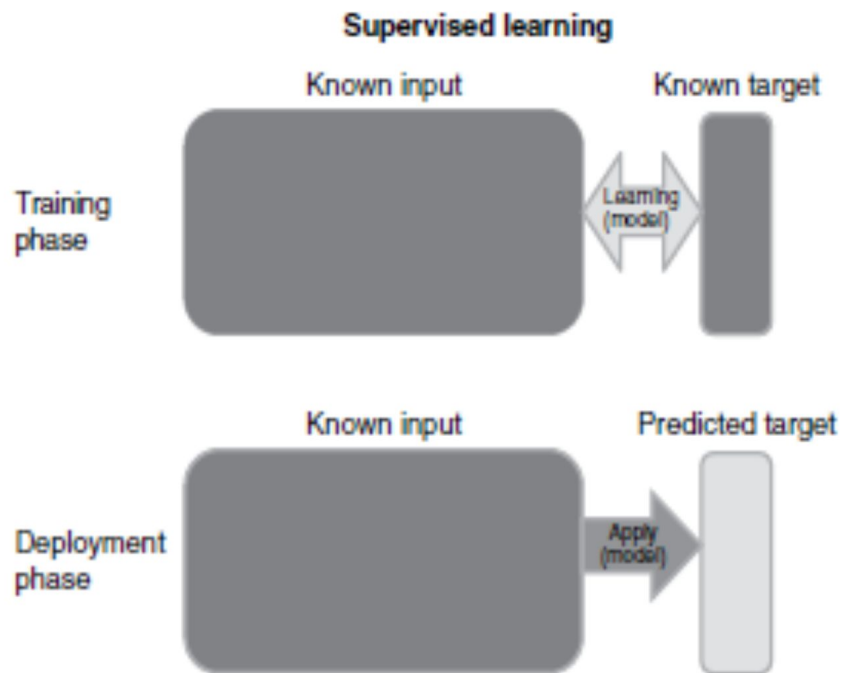 Supervised learning
Known input
Known target
Training
phase
Learning
(model)
Known input
Predicted target
Deployment
phase
Apply
(model)